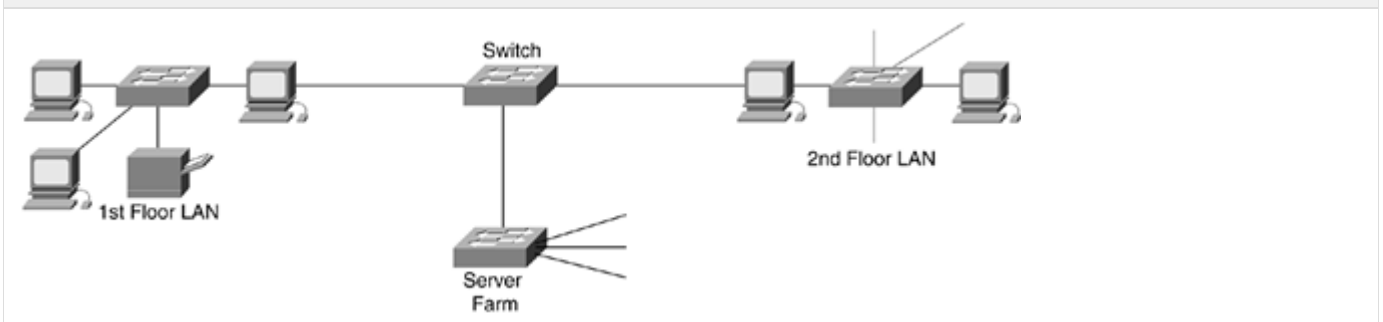 Switch
2nd Floor LAN
1st Floor LAN
Server
Farm